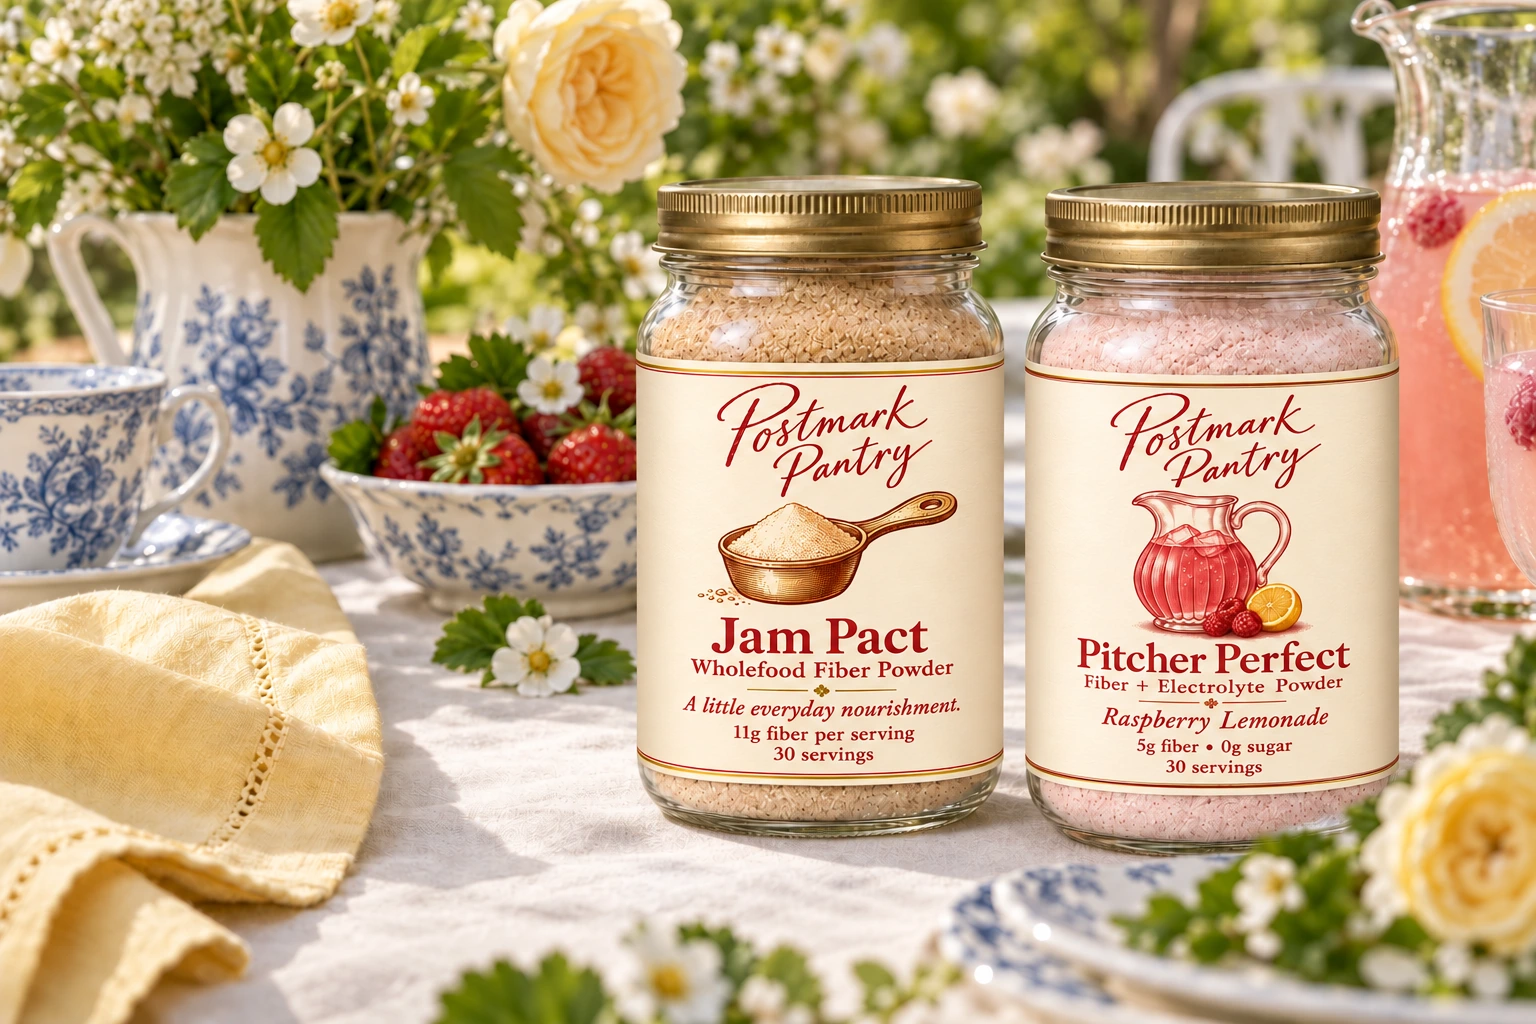 Postmark
Pantry
Jam Pact
Wholefood Fiber Powder
A little everyday nourishment.
11g fiber per serving
30 servings
Postmark
Pantry
Pitcher Perfect
Fiber + Electrolyte Powder
Raspberry Lemonade
5g fiber • 0g sugar
30 servings